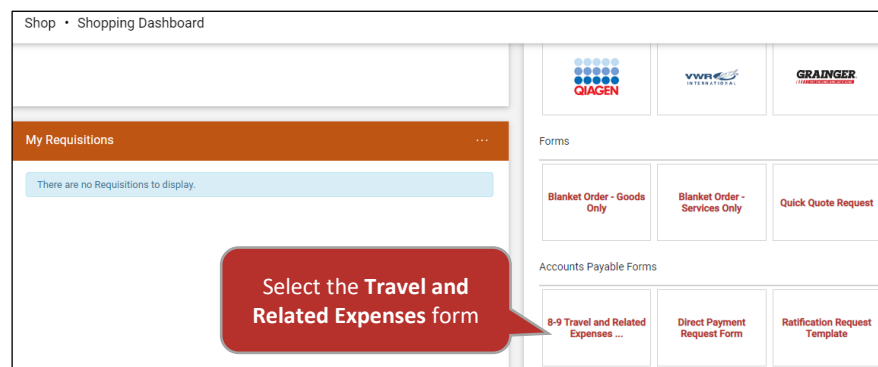 Shop • Shopping Dashboard
QIAGEN
VWR
INTERNATIONAL
GRAINGER
My Requisitions
...
There are no Requisitions to display.
Forms
Blanket Order - Goods
Only
Blanket Order -
Services Only
Quick Quote Request
Accounts Payable Forms
Select the Travel and
Related Expenses form
8-9 Travel and Related
Expenses ...
Direct Payment
Request Form
Ratification Request
Template